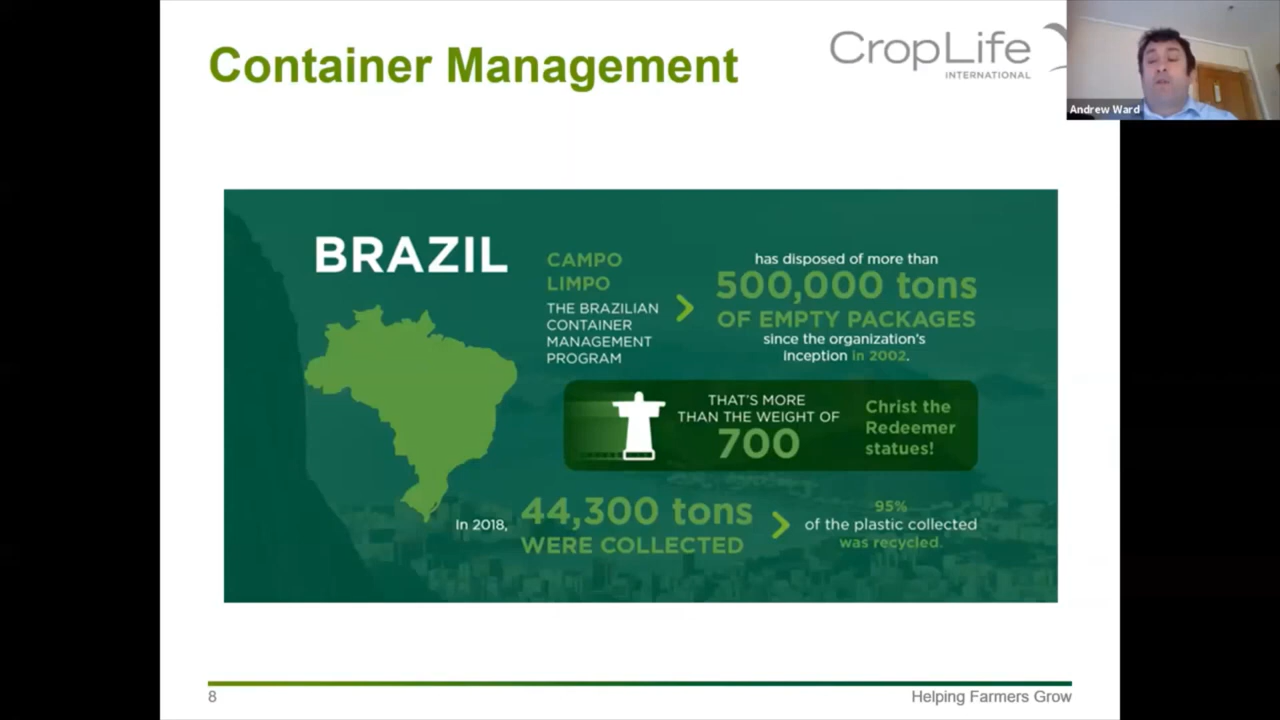 Container Management
CropLife
INTERNATIONAL
Andrew Ward
BRAZIL
CAMPO
LIMPO
THE BRAZILIAN
CONTAINER
MANAGEMENT
PROGRAM
has disposed of more than
500,000 tons
OF EMPTY PACKAGES
since the organization's
inception in 2002.
THAT'S MORE
THAN THE WEIGHT OF
700
Christ the
Redeemer
statues!
In 2018,
44,300 tons
WERE COLLECTED
95%
of the plastic collected
was recycled.
8
Helping Farmers Grow